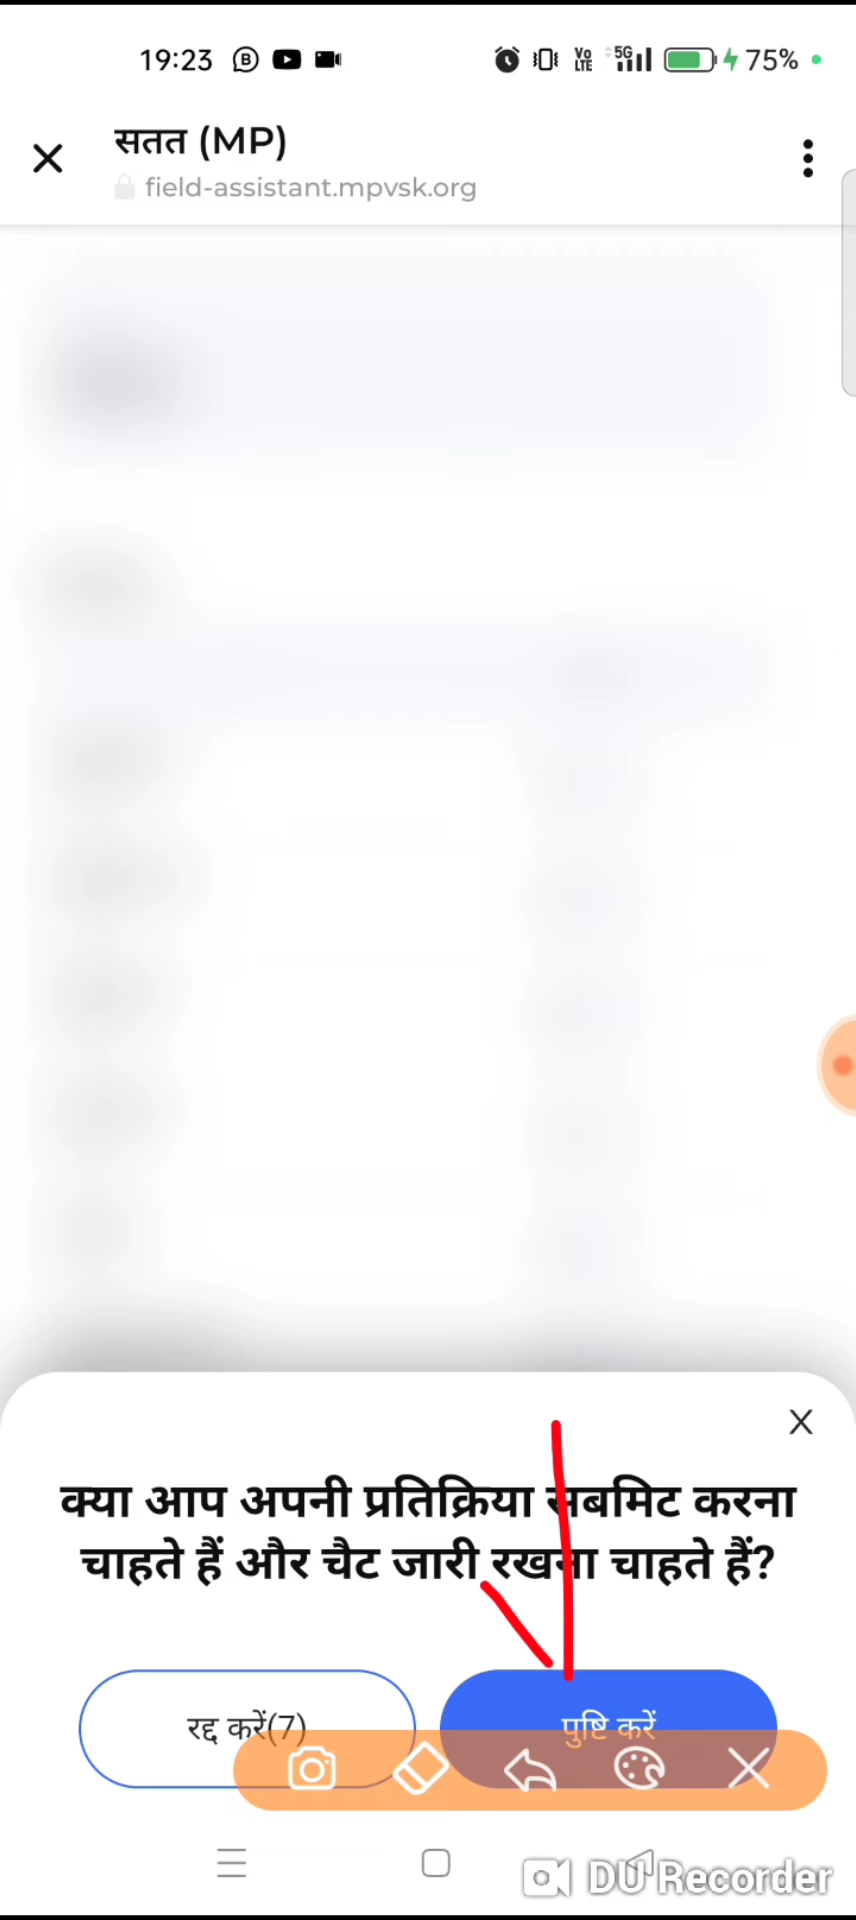 19:23 75%
सतत (MP)
field-assistant.mpvsk.org
X
क्या आप अपनी प्रतिक्रिया सबमिट करना
चाहते हैं और चैट जारी रखना चाहते हैं?
रद्द करें(7) पुष्टि करें
DU Recorder